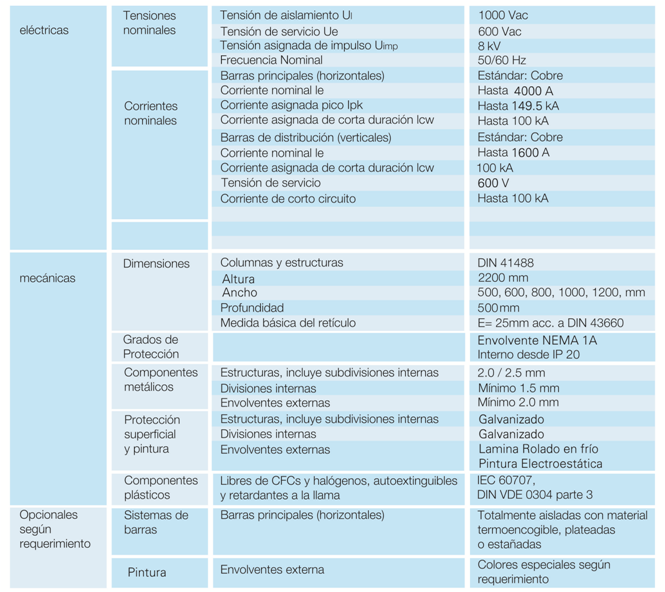 eléctricas
Tensiones
nominales
Tensión de aislamiento Ui
1000 Vac
Tensión de servicio Ue
600 Vac
Tensión asignada de impulso Uimp
8 kV
Frecuencia Nominal
50/60 Hz
Corrientes
nominales
Barras principales (horizontales)
Estándar: Cobre
Corriente nominal Ie
Hasta 4000 A
Corriente asignada pico Ipk
Hasta 149.5 kA
Corriente asignada de corta duración Icw
Hasta 100 kA
Barras de distribución (verticales)
Estándar: Cobre
Corriente nominal Ie
Hasta 1600 A
Corriente asignada de corta duración Icw
100 kA
Tensión de servicio
600 V
Corriente de corto circuito
Hasta 100 kA
mecánicas
Dimensiones
Columnas y estructuras
DIN 41488
Altura
2200 mm
Ancho
500, 600, 800, 1000, 1200, mm
Profundidad
500mm
Medida básica del retículo
E= 25mm acc. a DIN 43660
Grados de
Protección
Envolvente NEMA 1A
Interno desde IP 20
Componentes
metálicos
Estructuras, incluye subdivisiones internas
2.0 / 2.5 mm
Divisiones internas
Mínimo 1.5 mm
Envolventes externas
Mínimo 2.0 mm
Protección
superficial
y pintura
Estructuras, incluye subdivisiones internas
Galvanizado
Divisiones internas
Galvanizado
Envolventes externas
Lamina Rolado en frío
Pintura Electroestática
Componentes
plásticos
Libres de CFCs y halógenos, autoextinguibles
y retardantes a la llama
IEC 60707,
DIN VDE 0304 parte 3
Opcionales
según
requerimiento
Sistemas de
barras
Barras principales (horizontales)
Totalmente aisladas con material
termoencogible, plateadas
o estañadas
Pintura
Envolventes externa
Colores especiales según
requerimiento